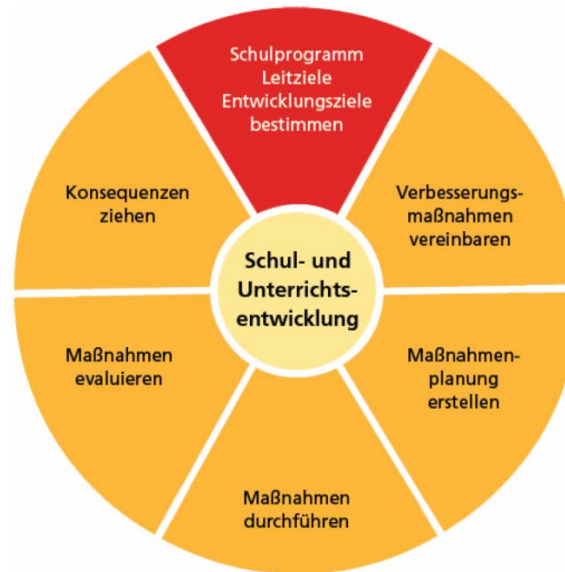 Schulprogramm
Leitziele
Entwicklungsziele
bestimmen
Verbesserungs-
maßnahmen
vereinbaren
Maßnahmen-
planung
erstellen
Maßnahmen
durchführen
Maßnahmen
evaluieren
Konsequenzen
ziehen
Schul- und
Unterrichts-
entwicklung